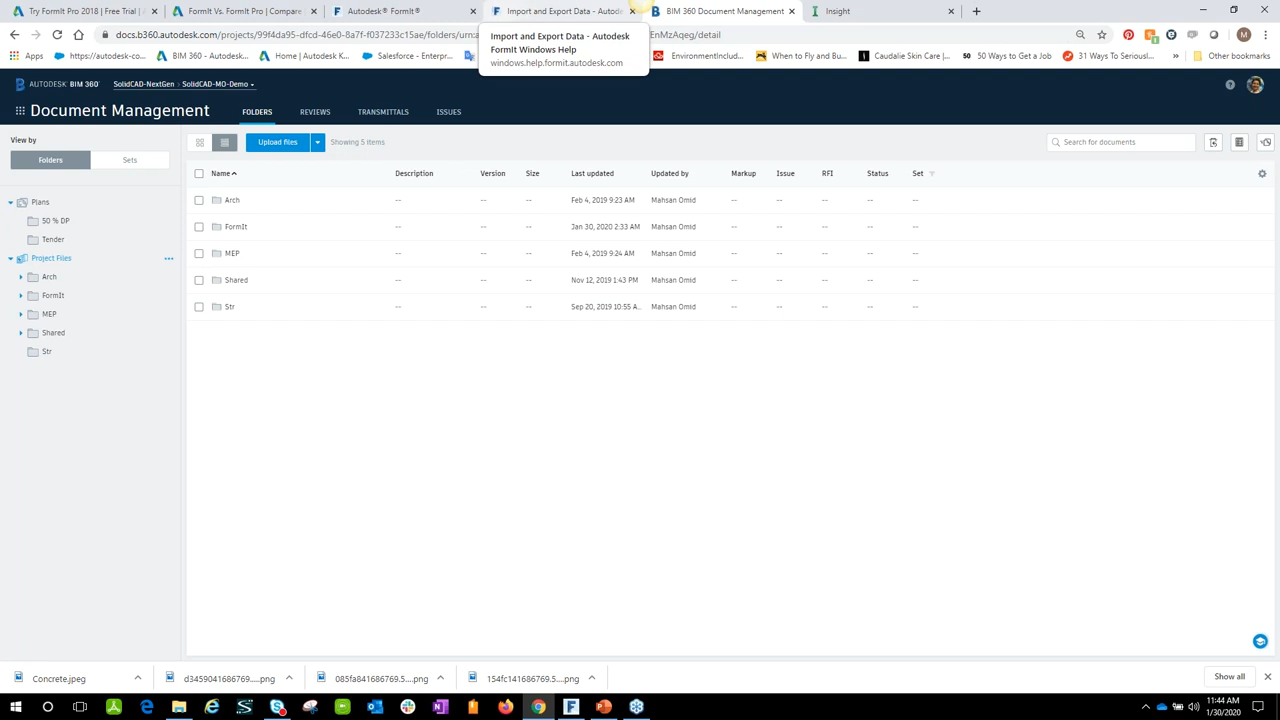 Try FormIt Pro 2018 | Free Trial | A
FormIt Vs. FormIt Pro | Compare
Autodesk® FormIt®
Import and Export Data - Autode
BIM 360 Document Management
Insight
docs.b360.autodesk.com/projects/99f4da95-dfcd-46e0-8a7f-f037233c15ae/folders/urn:a
EnMzAqeg/detail
Import and Export Data - Autodesk
FormIt Windows Help
windows.help.formit.autodesk.com
Apps
https://autodesk-co...
BIM 360 - Autodesk
Home | Autodesk K...
Salesforce - Enterpr...
EnvironmentInclud...
When to Fly and Bu...
Caudalie Skin Care |...
50 50 Ways to Get a Job
31 Ways To Serious!...
Other bookmarks
AUTODESK BIM 360° SolidCAD-NextGen > SolidCAD-MO-Demo
Document Management
FOLDERS REVIEWS TRANSMITTALS ISSUES
View by
Folders Sets
Upload files Showing 5 items
Search for documents
Name Description Version Size Last updated Updated by Markup Issue RFI Status Set
Arch -- -- -- Feb 4, 2019 9:23 AM Mahsan Omid -- -- -- -- --
FormIt -- -- -- Jan 30, 2020 2:33 AM Mahsan Omid -- -- -- -- --
MEP -- -- -- Feb 4, 2019 9:24 AM Mahsan Omid -- -- -- -- --
Shared -- -- -- Nov 12, 2019 1:43 PM Mahsan Omid -- -- -- -- --
Str -- -- -- Sep 20, 2019 10:55 A... Mahsan Omid -- -- -- -- --
Plans
50 % DP
Tender
Project Files
Arch
FormIt
MEP
Shared
Str
Concrete.jpeg
d3459041686769.5....png
085fa841686769.5....png
154fc141686769.5....png
Show all
11:44 AM
1/30/2020